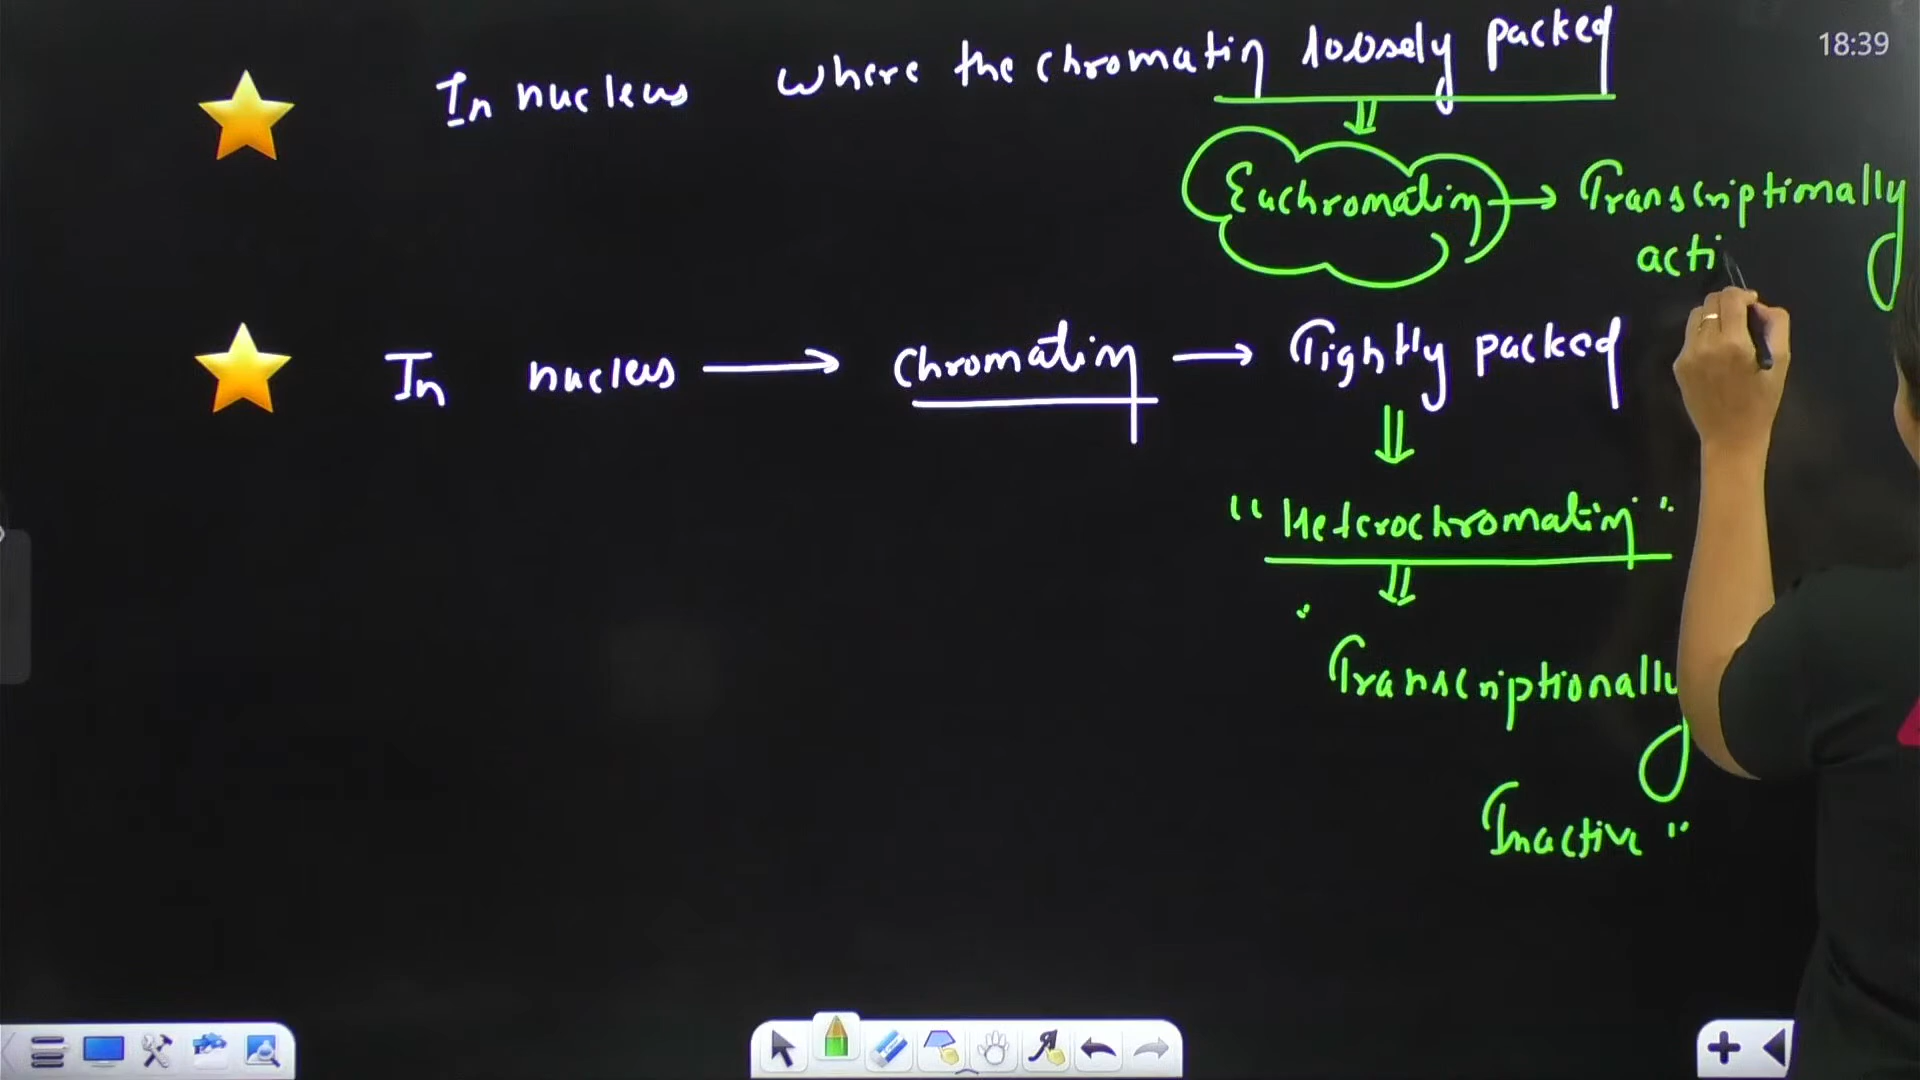 18:39
In nucleus where the chromatin loosely packed
Euchromatin → Transcriptionally
acti
In nucleus → chromatin → Tightly packed
"Heterochromatin"
Transcriptionally
Inactive"